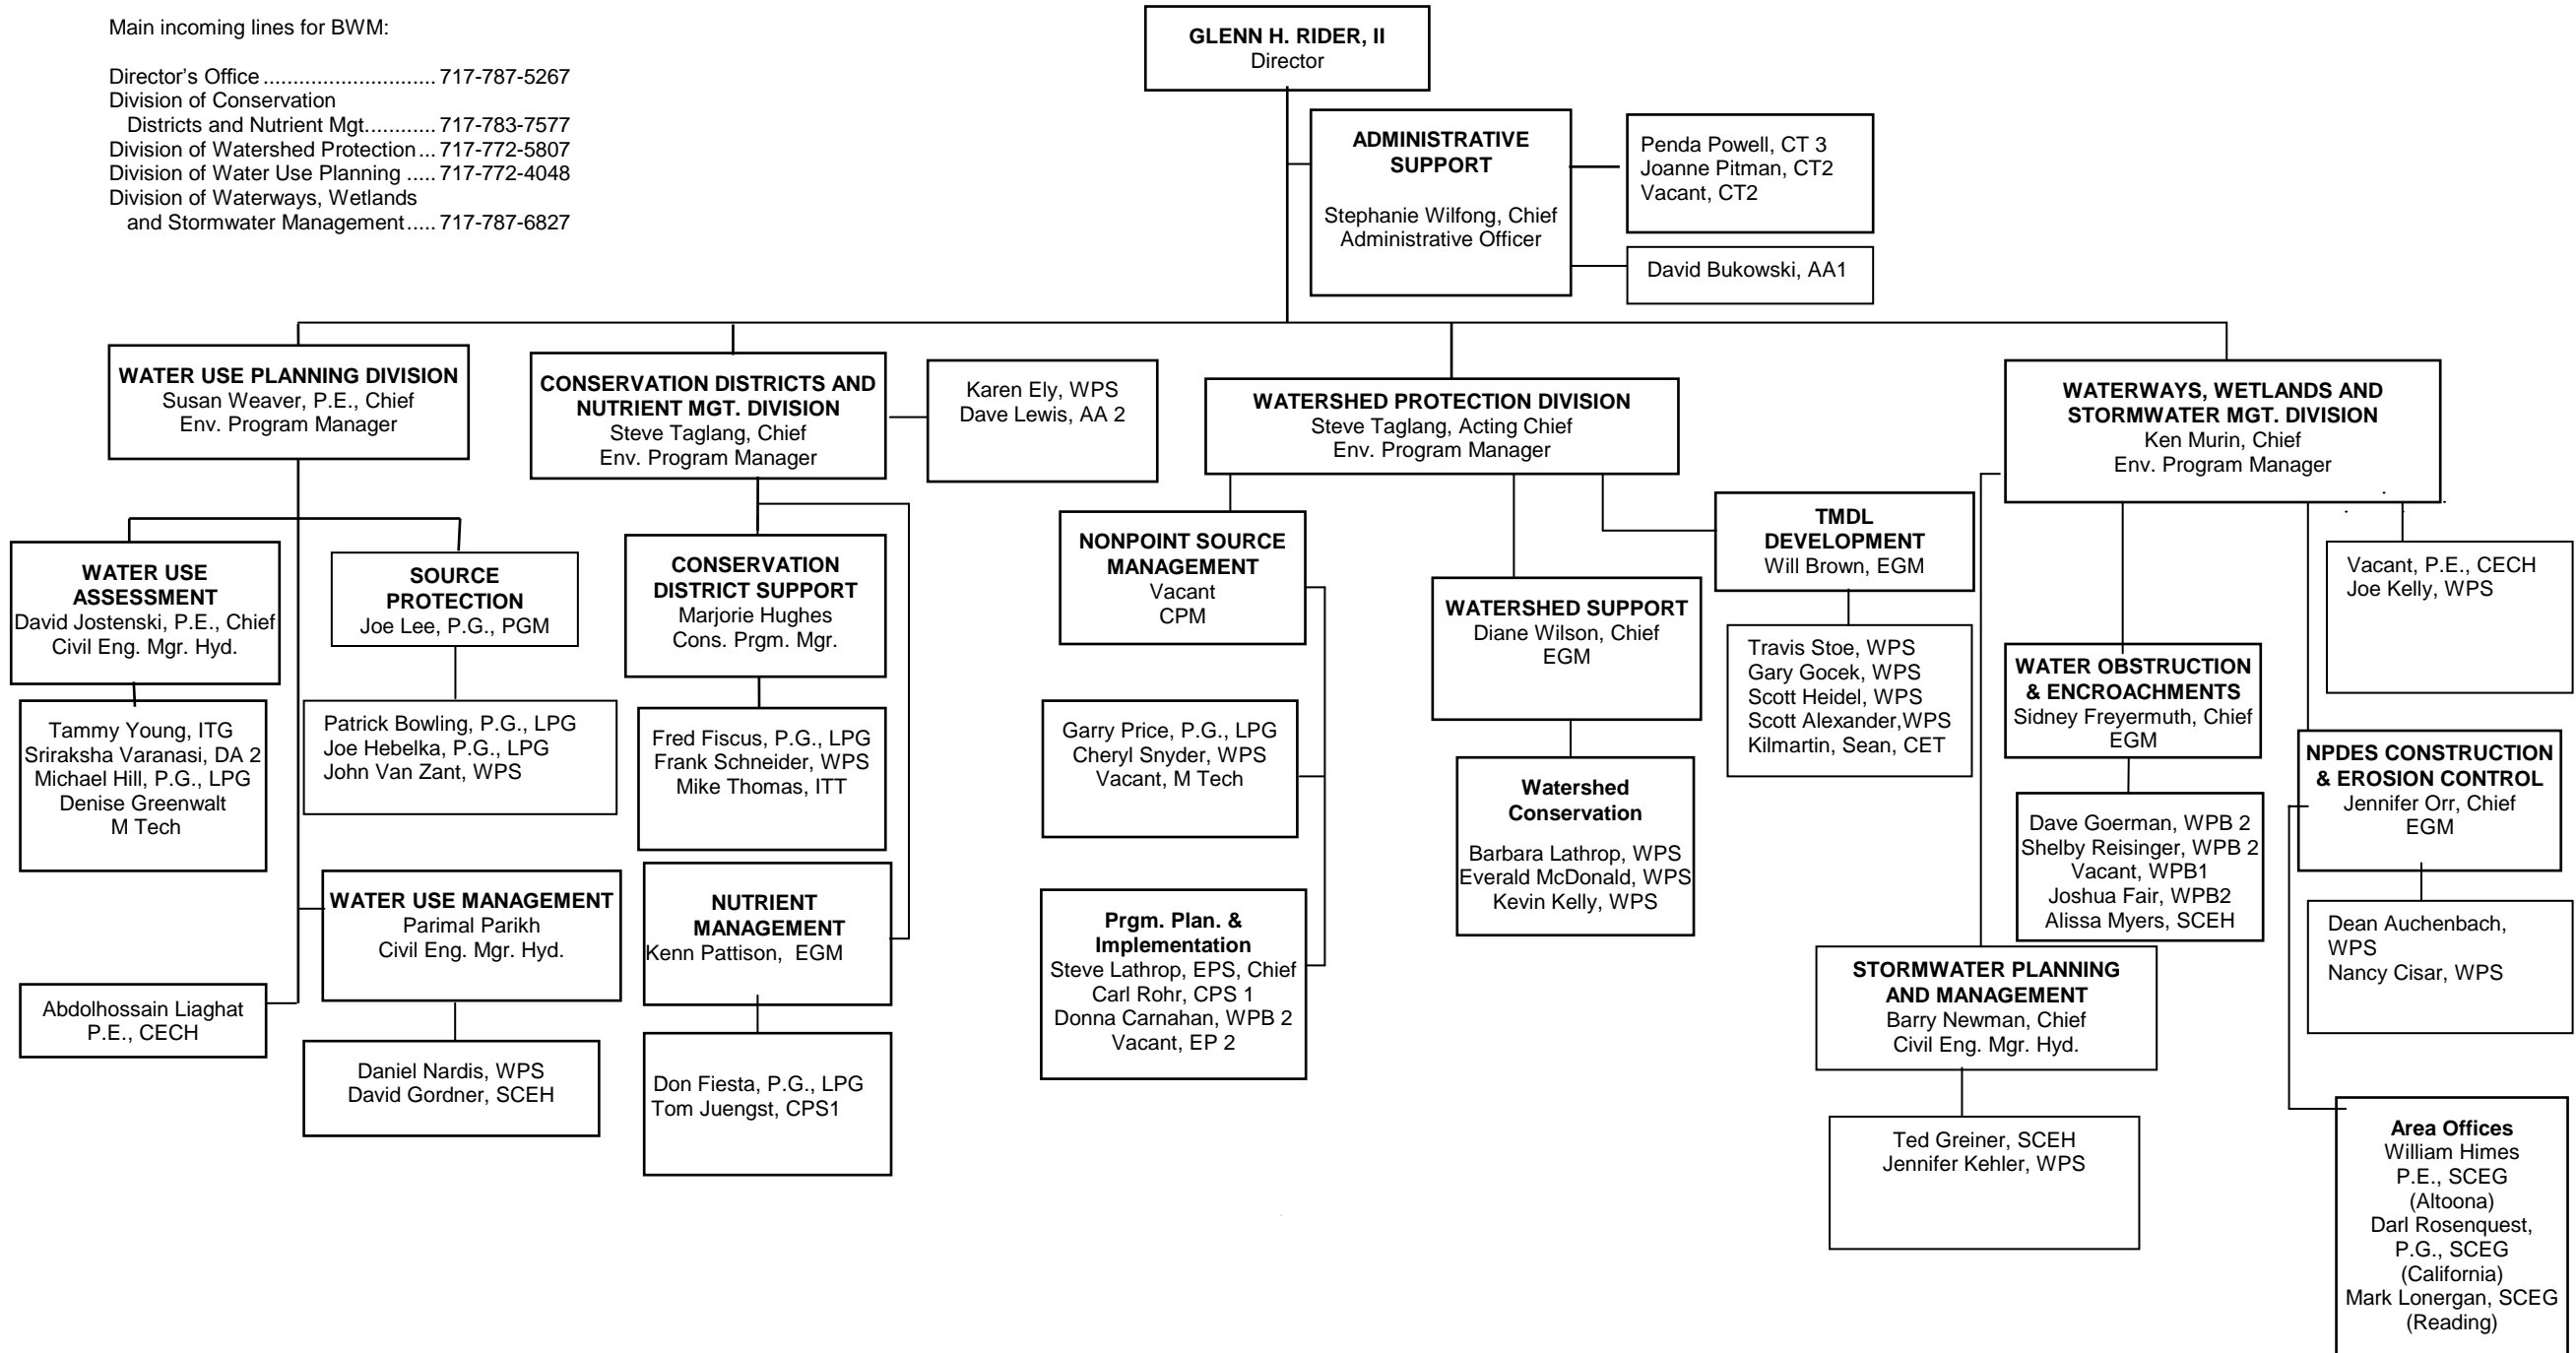 Main incoming lines for BWM:
Director's Office ............................. 717-787-5267
Division of Conservation
Districts and Nutrient Mgt............ 717-783-7577
Division of Watershed Protection ... 717-772-5807
Division of Water Use Planning ..... 717-772-4048
Division of Waterways, Wetlands
and Stormwater Management ..... 717-787-6827
GLENN H. RIDER, II
Director
ADMINISTRATIVE
SUPPORT
Stephanie Wilfong, Chief
Administrative Officer
Penda Powell, CT 3
Joanne Pitman, CT2
Vacant, CT2
David Bukowski, AA1
WATER USE PLANNING DIVISION
Susan Weaver, P.E., Chief
Env. Program Manager
CONSERVATION DISTRICTS AND
NUTRIENT MGT. DIVISION
Steve Taglang, Chief
Env. Program Manager
Karen Ely, WPS
Dave Lewis, AA 2
WATERSHED PROTECTION DIVISION
Steve Taglang, Acting Chief
Env. Program Manager
WATERWAYS, WETLANDS AND
STORMWATER MGT. DIVISION
Ken Murin, Chief
Env. Program Manager
WATER USE
ASSESSMENT
David Jostenski, P.E., Chief
Civil Eng. Mgr. Hyd.
Tammy Young, ITG
Sriraksha Varanasi, DA 2
Michael Hill, P.G., LPG
Denise Greenwalt
M Tech
SOURCE
PROTECTION
Joe Lee, P.G., PGM
Patrick Bowling, P.G., LPG
Joe Hebelka, P.G., LPG
John Van Zant, WPS
WATER USE MANAGEMENT
Parimal Parikh
Civil Eng. Mgr. Hyd.
Abdolhossain Liaghat
P.E., CECH
Daniel Nardis, WPS
David Gordner, SCEH
CONSERVATION
DISTRICT SUPPORT
Marjorie Hughes
Cons. Prgm. Mgr.
Fred Fiscus, P.G., LPG
Frank Schneider, WPS
Mike Thomas, ITT
NUTRIENT
MANAGEMENT
Kenn Pattison,  EGM
Don Fiesta, P.G., LPG
Tom Juengst, CPS1
NONPOINT SOURCE
MANAGEMENT
Vacant
CPM
Garry Price, P.G., LPG
Cheryl Snyder, WPS
Vacant, M Tech
Prgm. Plan. &
Implementation
Steve Lathrop, EPS, Chief
Carl Rohr, CPS 1
Donna Carnahan, WPB 2
Vacant, EP 2
WATERSHED SUPPORT
Diane Wilson, Chief
EGM
Watershed
Conservation
Barbara Lathrop, WPS
Everald McDonald, WPS
Kevin Kelly, WPS
TMDL
DEVELOPMENT
Will Brown, EGM
Travis Stoe, WPS
Gary Gocek, WPS
Scott Heidel, WPS
Scott Alexander,WPS
Kilmartin, Sean, CET
Vacant, P.E., CECH
Joe Kelly, WPS
WATER OBSTRUCTION
& ENCROACHMENTS
Sidney Freyermuth, Chief
EGM
Dave Goerman, WPB 2
Shelby Reisinger, WPB 2
Vacant, WPB1
Joshua Fair, WPB2
Alissa Myers, SCEH
NPDES CONSTRUCTION
& EROSION CONTROL
Jennifer Orr, Chief
EGM
Dean Auchenbach,
WPS
Nancy Cisar, WPS
STORMWATER PLANNING
AND MANAGEMENT
Barry Newman, Chief
Civil Eng. Mgr. Hyd.
Ted Greiner, SCEH
Jennifer Kehler, WPS
Area Offices
William Himes
P.E., SCEG
(Altoona)
Darl Rosenquest,
P.G., SCEG
(California)
Mark Lonergan, SCEG
(Reading)